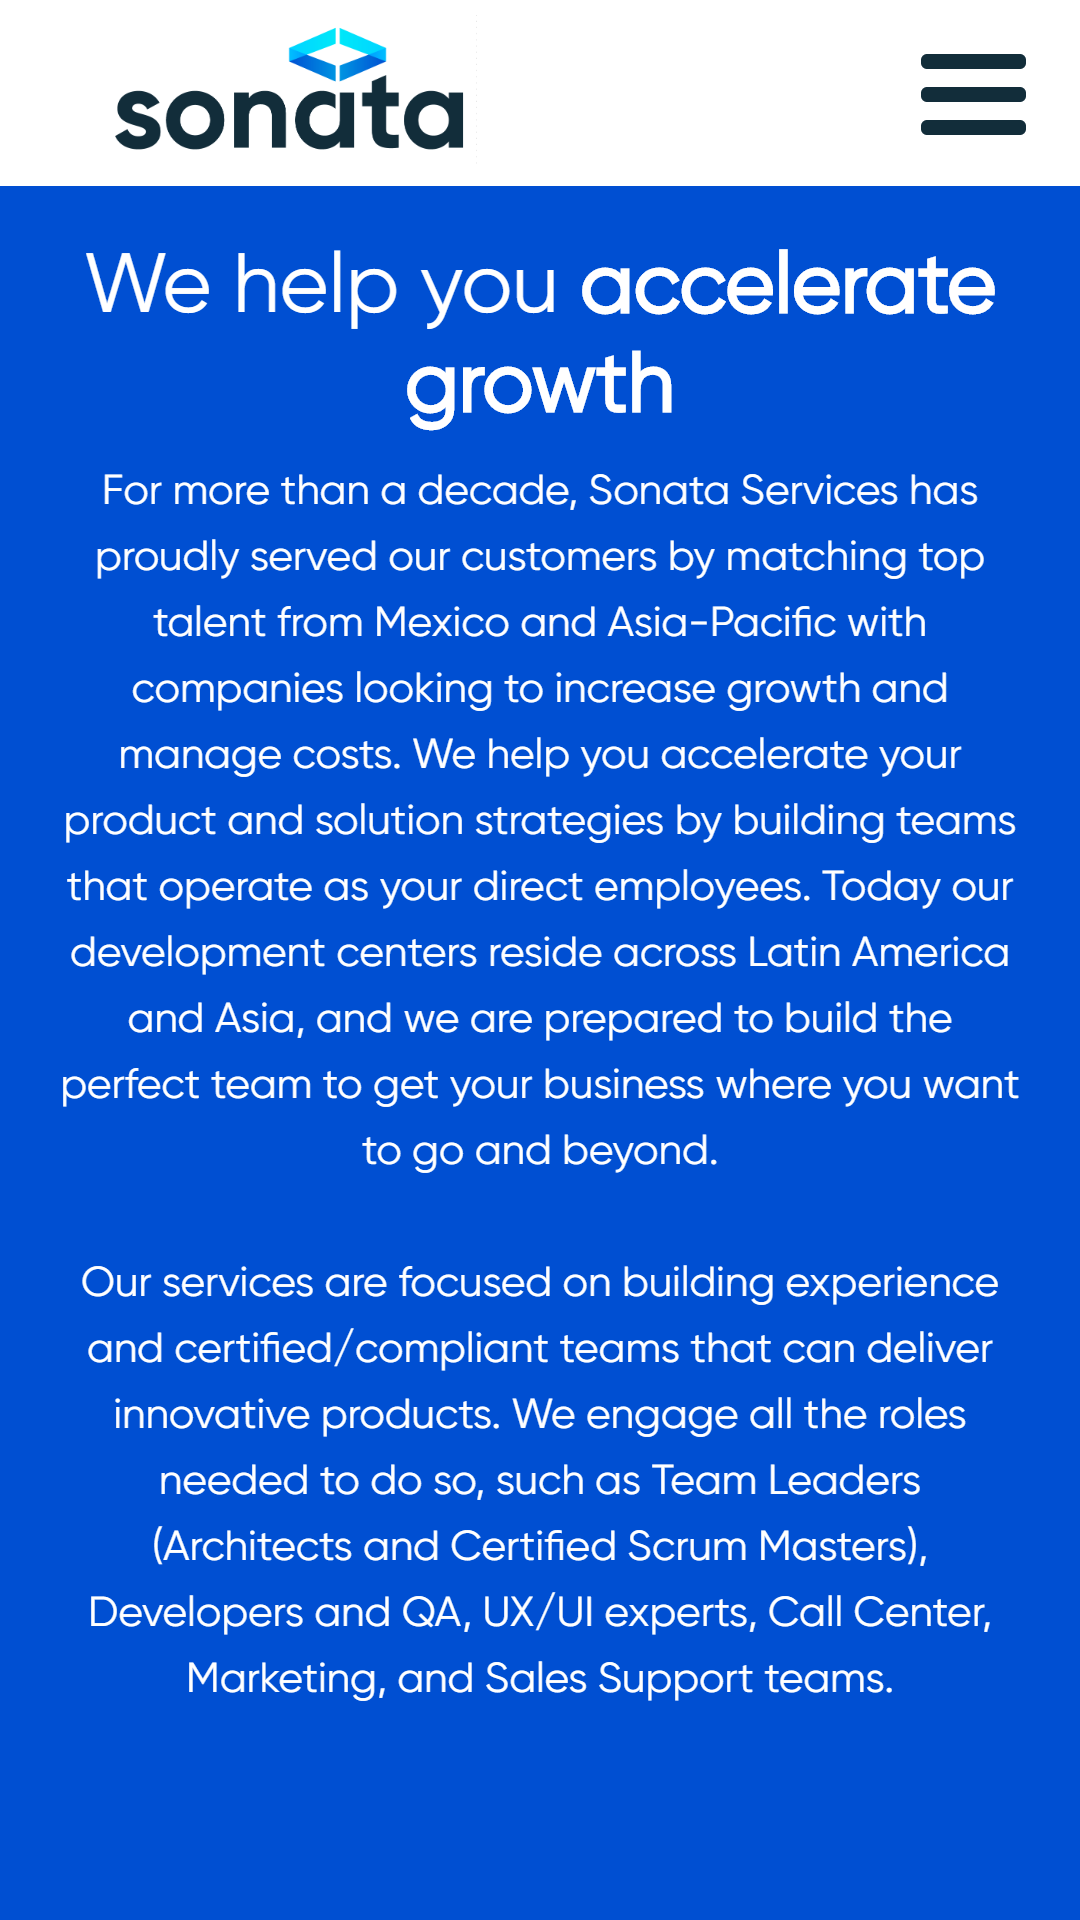 sonata
We help you accelerate
growth
For more than a decade, Sonata Services has
proudly served our customers by matching top
talent from Mexico and Asia-Pacific with
companies looking to increase growth and
manage costs. We help you accelerate your
product and solution strategies by building teams
that operate as your direct employees. Today our
development centers reside across Latin America
and Asia, and we are prepared to build the
perfect team to get your business where you want
to go and beyond.
Our services are focused on building experience
and certified/compliant teams that can deliver
innovative products. We engage all the roles
needed to do so, such as Team Leaders
(Architects and Certified Scrum Masters),
Developers and QA, UX/UI experts, Call Center,
Marketing, and Sales Support teams.